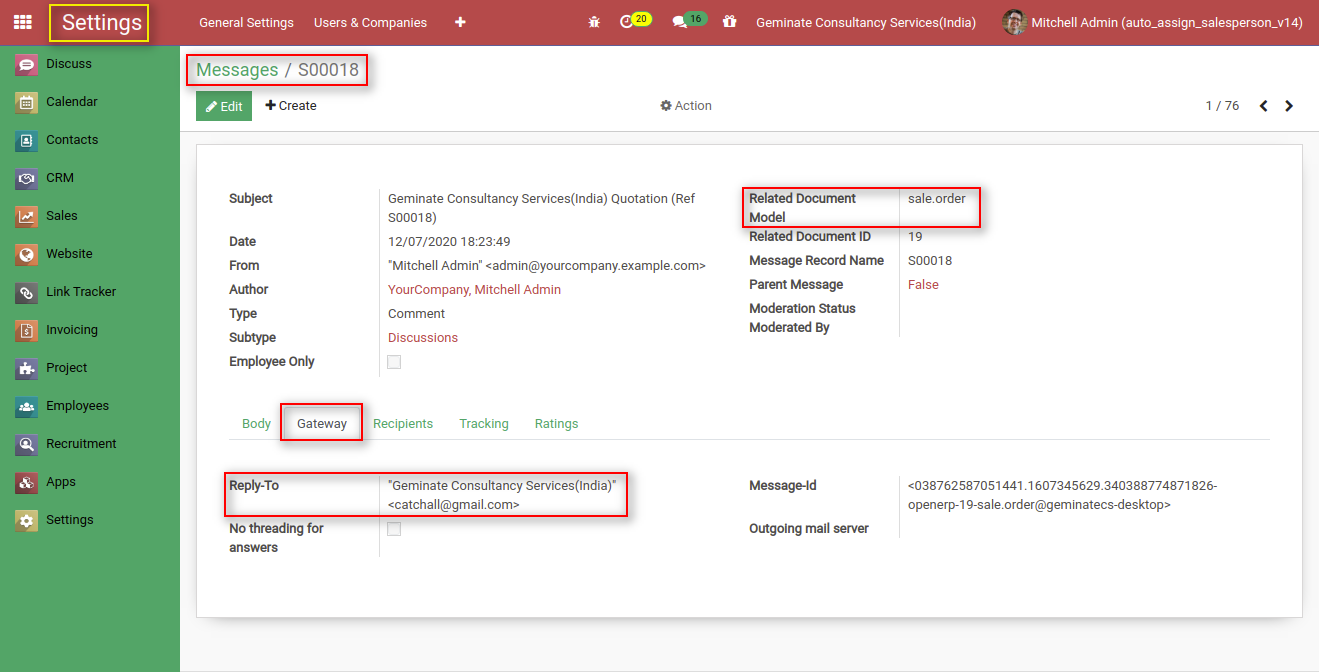 Settings General Settings Users & Companies + 20 16 Geminate Consultancy Services(India) Mitchell Admin (auto_assign_salesperson_v14)
Discuss
Calendar
Contacts
CRM
Sales
Website
Link Tracker
Invoicing
Project
Employees
Recruitment
Apps
Settings
Messages / S00018
Edit + Create Action 1 / 76
Subject Geminate Consultancy Services(India) Quotation (Ref
S00018)
Date 12/07/2020 18:23:49
From "Mitchell Admin" <admin@yourcompany.example.com>
Author YourCompany, Mitchell Admin
Type Comment
Subtype Discussions
Employee Only
Related Document sale.order
Model
Related Document ID 19
Message Record Name S00018
Parent Message False
Moderation Status
Moderated By
Body Gateway Recipients Tracking Ratings
Reply-To "Geminate Consultancy Services(India)"
<catchall@gmail.com>
No threading for
answers
Message-Id <038762587051441.1607345629.340388774871826-
openerp-19-sale.order@geminatecs-desktop>
Outgoing mail server